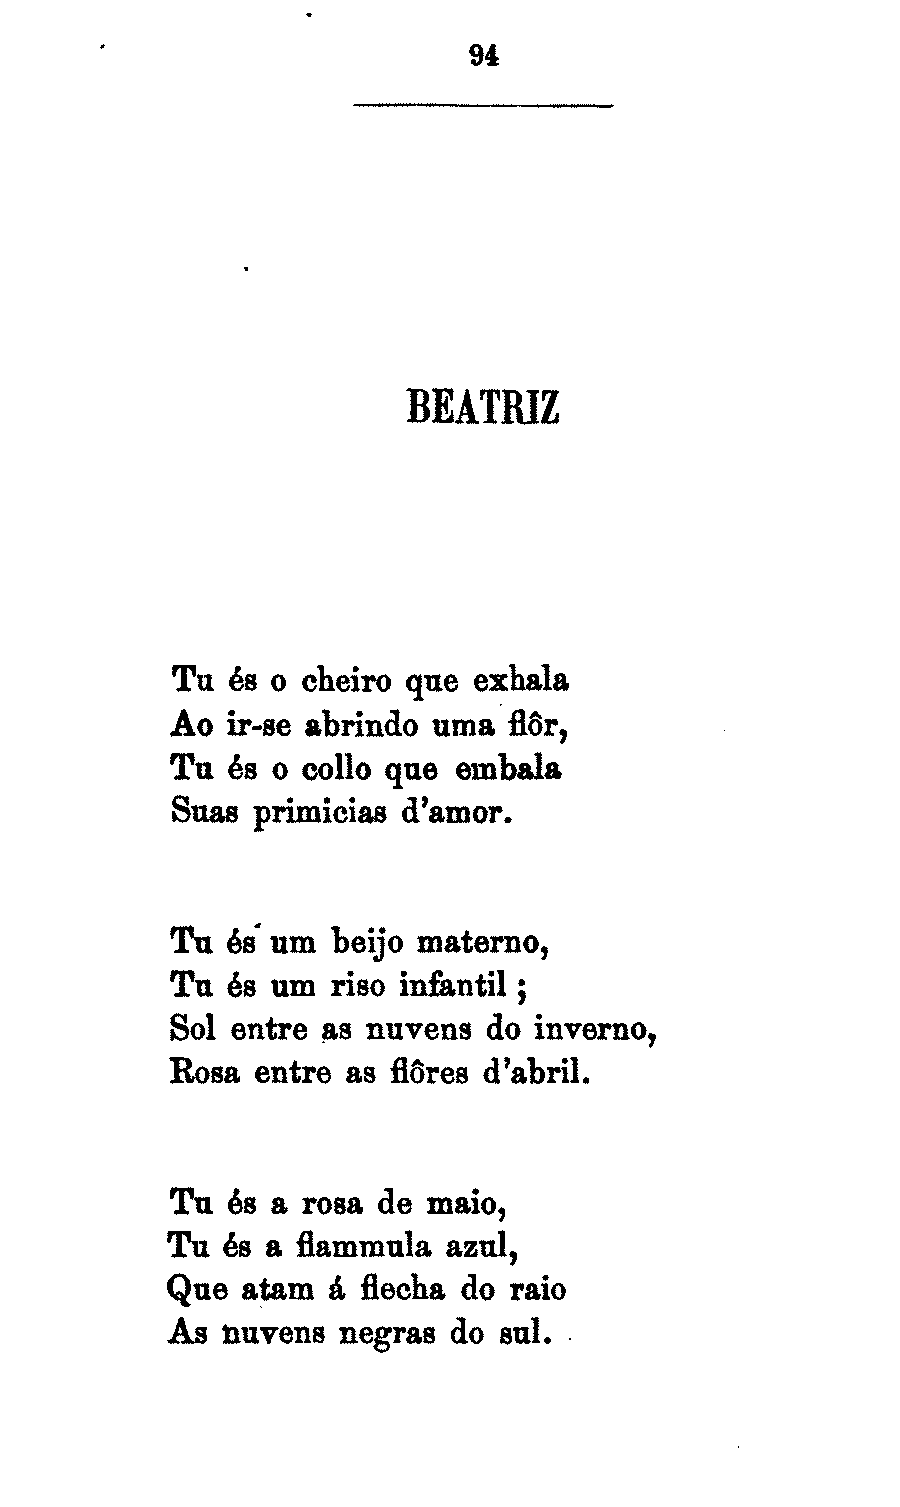 94
BEATRIZ
Tu és o cheiro que exhala
Ao ir-se abrindo uma flôr,
Tu és o collo que embala
Suas primicias d'amor.
Tu és um beijo materno,
Tu és um riso infantil ;
Sol entre as nuvens do inverno,
Rosa entre as flôres d'abril.
Tu és a rosa de maio,
Tu és a flammula azul,
Que atam á flecha do raio
As nuvens negras do sul.